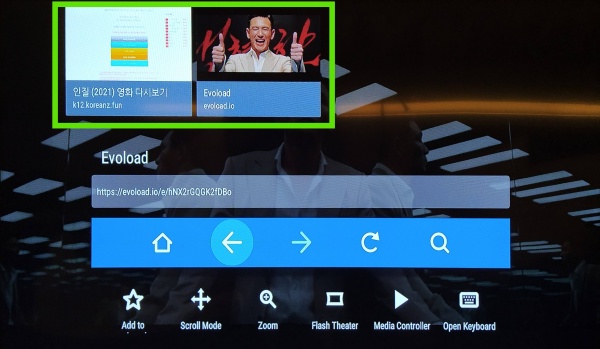 인질 (2021) 영화 다시보기
k12.koreanz.fun
Evoload
evoload.io
Evoload
https://evoload.io/e/hNX2rGQGK2fDBo
Add to
Scroll Mode
Zoom
Flash Theater
Media Controller
Open Keyboard